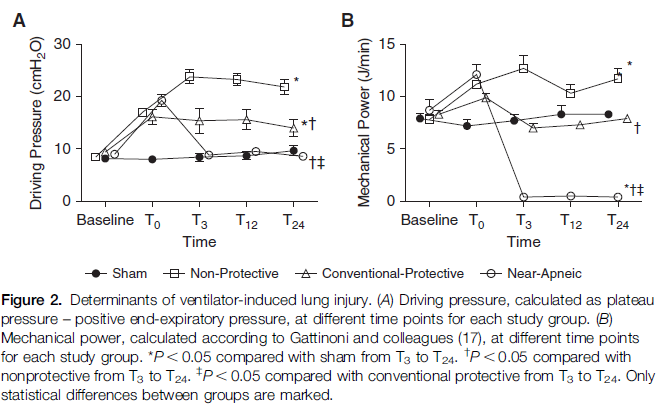 A
B
30
20
10
0
Driving Pressure (cmH₂O)
*
*†
†‡
Baseline T₀ T₃ T₁₂ T₂₄
Time
15
10
5
0
Mechanical Power (J/min)
*
*
†
*†‡
Baseline T₀ T₃ T₁₂ T₂₄
Time
Sham Non-Protective Conventional-Protective Near-Apneic
Figure 2. Determinants of ventilator-induced lung injury. (A) Driving pressure, calculated as plateau
pressure – positive end-expiratory pressure, at different time points for each study group. (B)
Mechanical power, calculated according to Gattinoni and colleagues (17), at different time points
for each study group. *P < 0.05 compared with sham from T₃ to T₂₄. †P < 0.05 compared with
nonprotective from T₃ to T₂₄. ‡P < 0.05 compared with conventional protective from T₃ to T₂₄. Only
statistical differences between groups are marked.